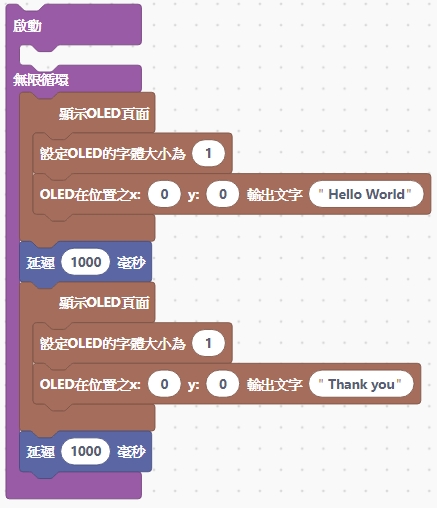 啟動
無限循環
顯示OLED頁面
設定OLED的字體大小為 1
OLED在位置之x: 0 y: 0 輸出文字 " Hello World"
延遲 1000 毫秒
顯示OLED頁面
設定OLED的字體大小為 1
OLED在位置之x: 0 y: 0 輸出文字 " Thank you"
延遲 1000 毫秒